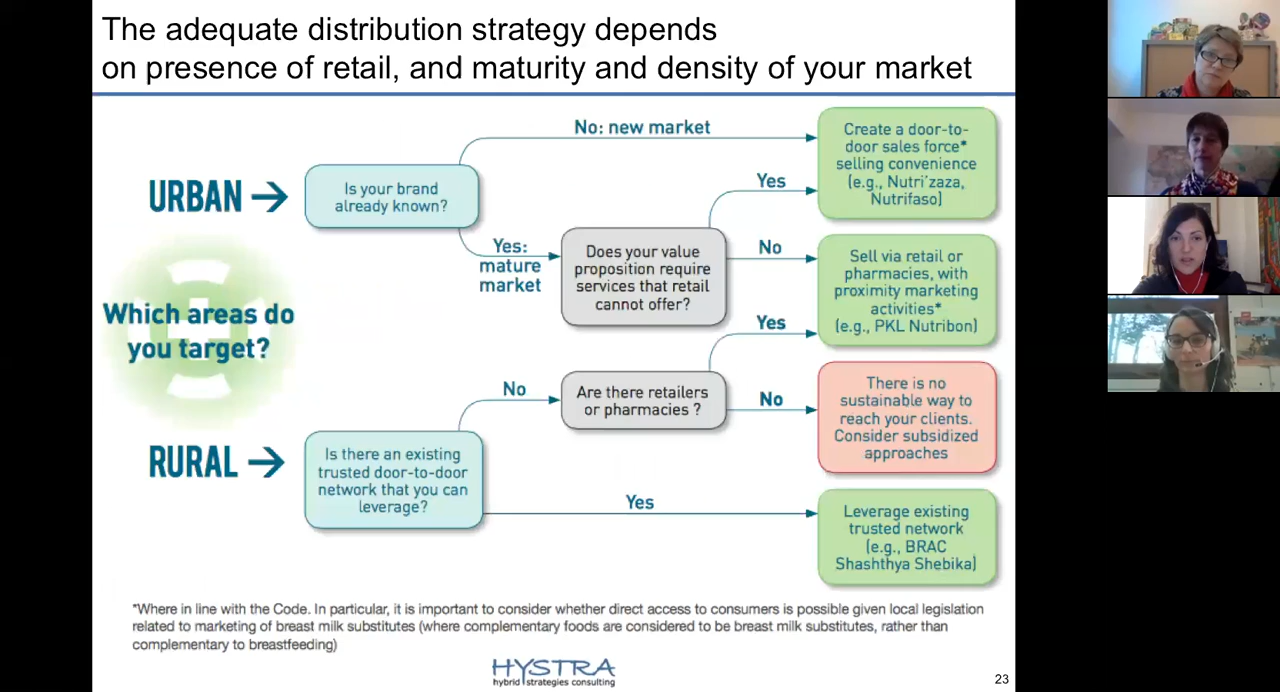 The adequate distribution strategy depends
on presence of retail, and maturity and density of your market
Which areas do
you target?
URBAN
Is your brand
already known?
No: new market
Yes:
mature
market
Does your value
proposition require
services that retail
cannot offer?
Yes
No
Create a door-to-
door sales force*
selling convenience
(e.g., Nutri'zaza,
Nutrifaso)
Sell via retail or
pharmacies, with
proximity marketing
activities*
(e.g., PKL Nutribon)
RURAL
Is there an existing
trusted door-to-door
network that you can
leverage?
No
Are there retailers
or pharmacies ?
Yes
No
There is no
sustainable way to
reach your clients.
Consider subsidized
approaches
Yes
Leverage existing
trusted network
(e.g., BRAC
Shashthya Shebika)
*Where in line with the Code. In particular, it is important to consider whether direct access to consumers is possible given local legislation
related to marketing of breast milk substitutes (where complementary foods are considered to be breast milk substitutes, rather than
complementary to breastfeeding)
HYSTRA
hybrid strategies consulting
23